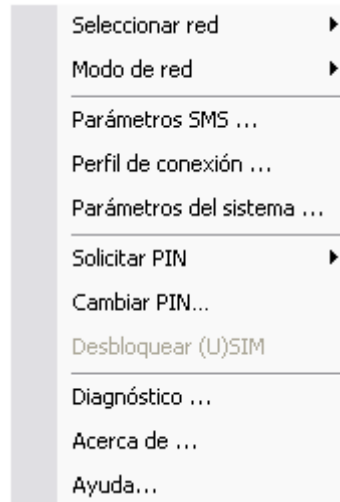 Seleccionar red
Modo de red
Parámetros SMS ...
Perfil de conexión ...
Parámetros del sistema ...
Solicitar PIN
Cambiar PIN...
Desbloquear (U)SIM
Diagnóstico ...
Acerca de ...
Ayuda...